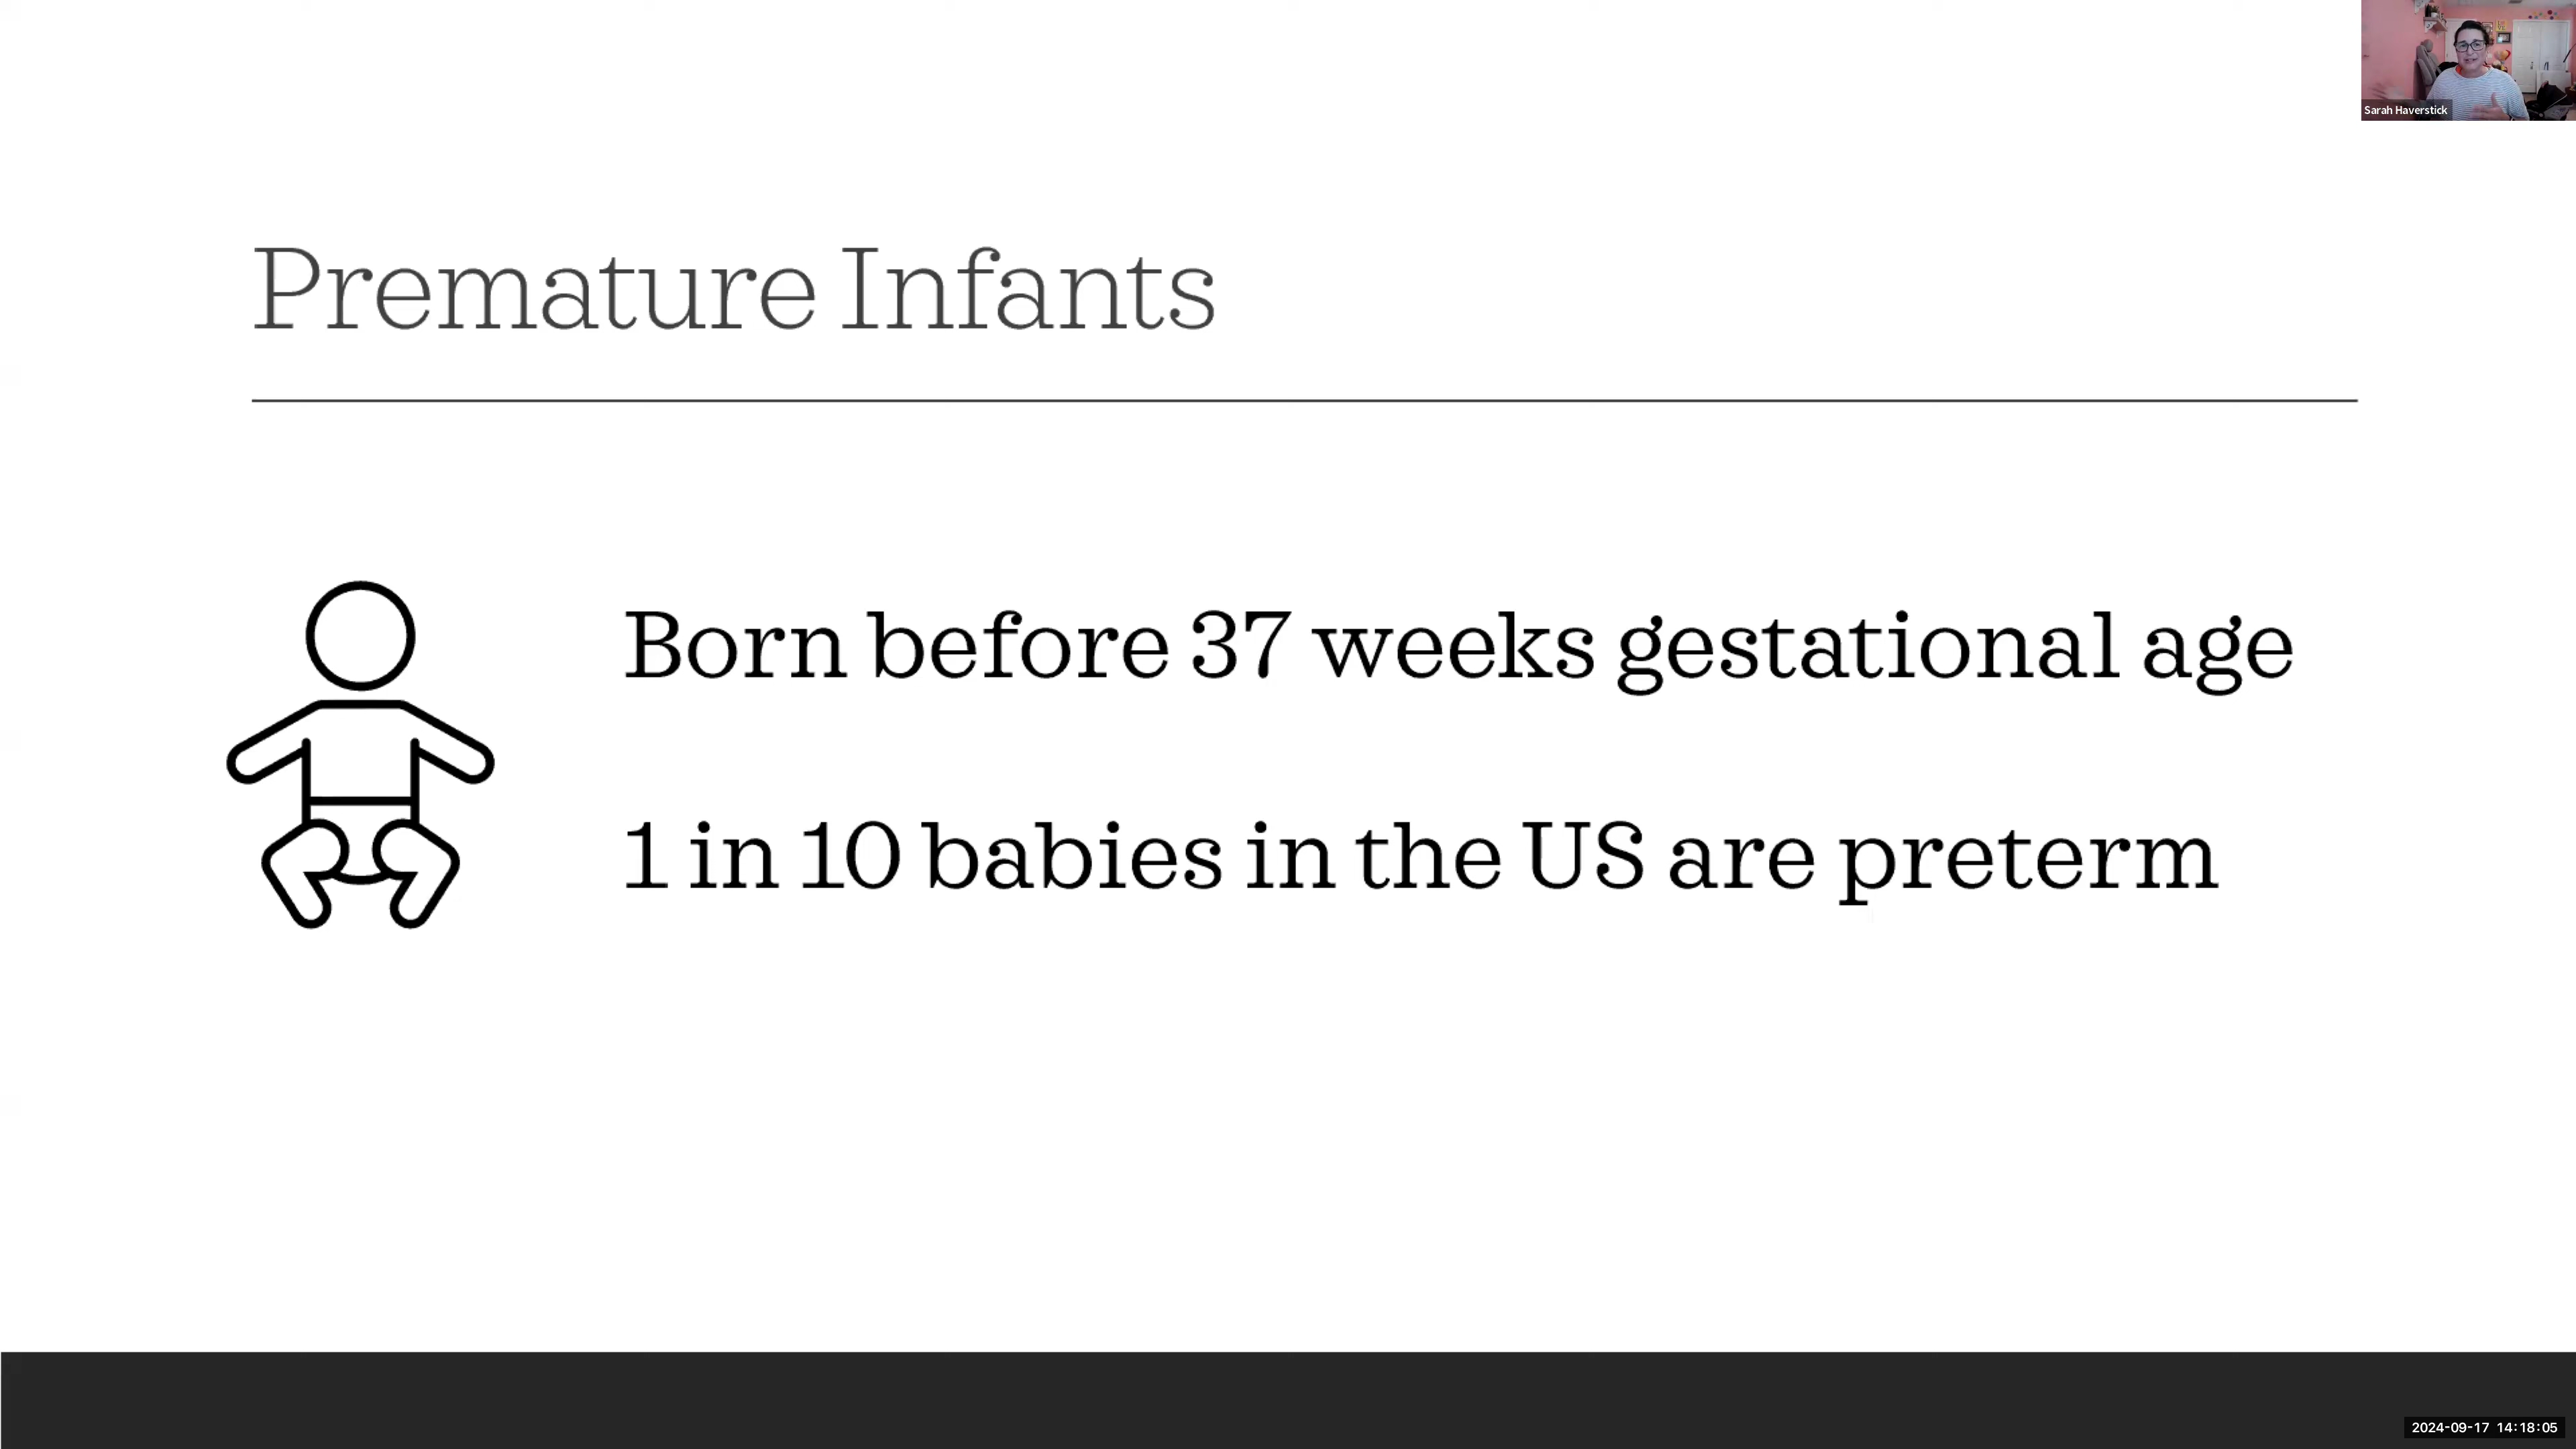 Sarah Haverstick
Premature Infants
Born before 37 weeks gestational age
1 in 10 babies in the US are preterm
2024-09-17 14:18:05